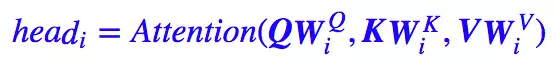 headᵢ = Attention(QWᵢ^Q, KWᵢ^K, VWᵢ^V)